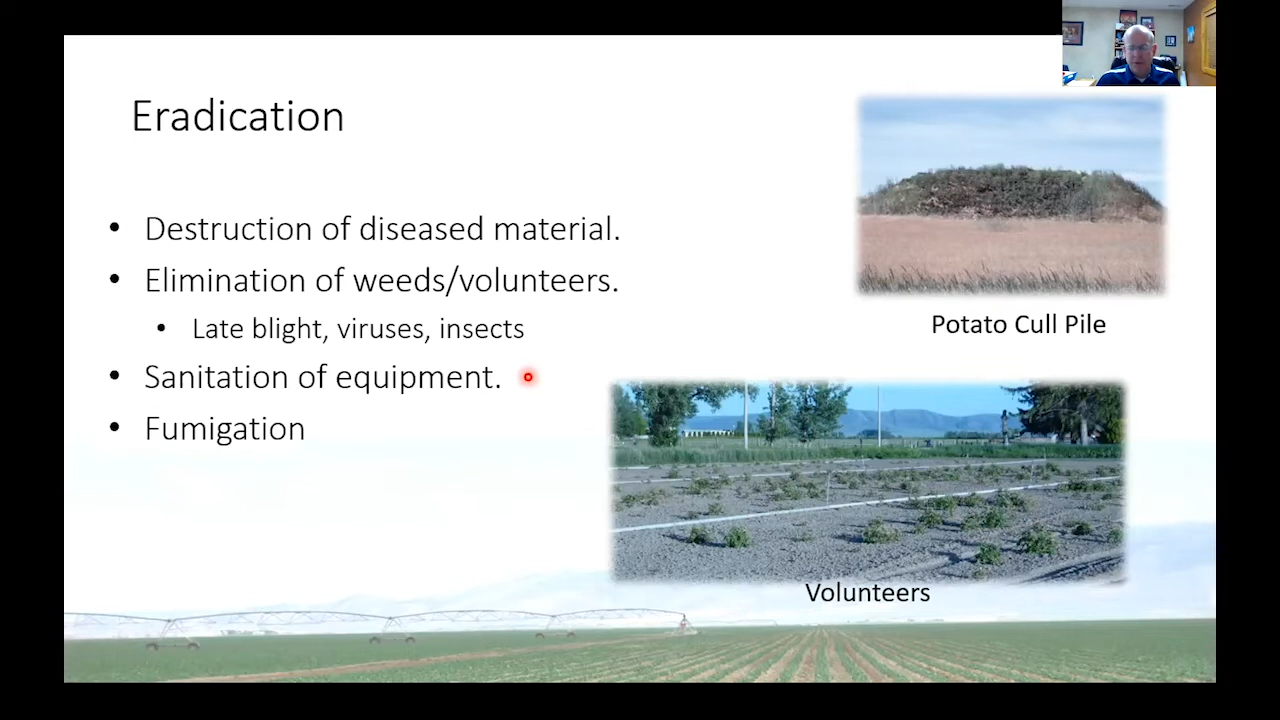 Eradication
Destruction of diseased material.
Elimination of weeds/volunteers.
Late blight, viruses, insects
Sanitation of equipment.
Fumigation
Potato Cull Pile
Volunteers